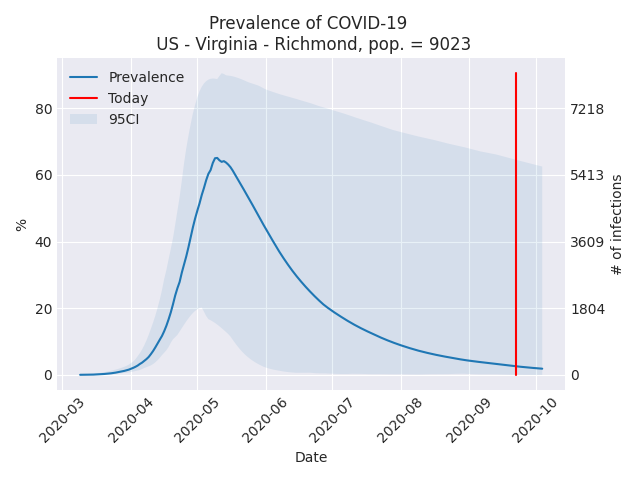 Prevalence of COVID-19
US - Virginia - Richmond, pop. = 9023
Prevalence
Today
95CI
%
80
60
40
20
0
7218
5413
3609
1804
0
# of infections
2020-03
2020-04
2020-05
2020-06
2020-07
2020-08
2020-09
2020-10
Date